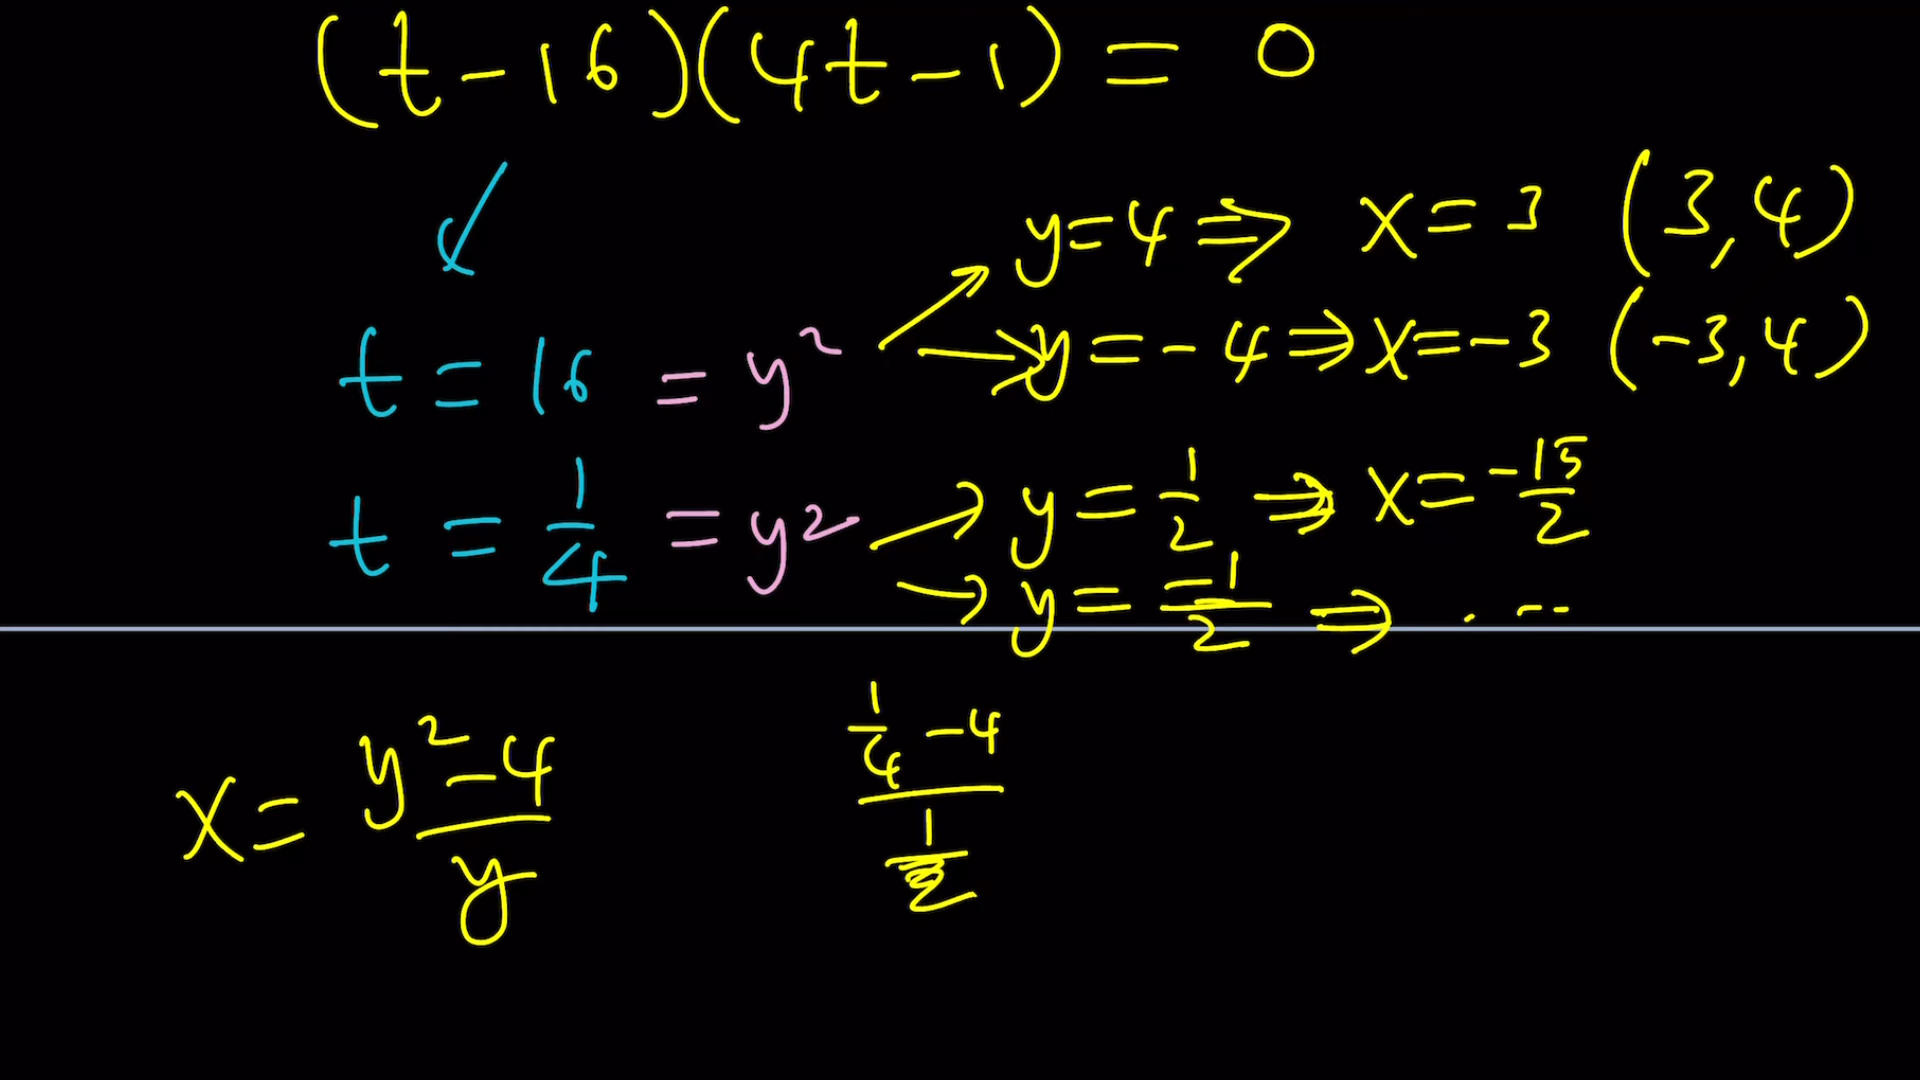 (t-16)(4t-1) = 0
y=4 ⇒ x=3 (3,4)
t = 16 = y² y=-4 ⇒ x=-3 (-3,4)
t = 1/4 = y² y = 1/2 ⇒ x = -15/2
y = -1/2 ⇒ . --
x = (y²-4)/y (1/4 - 4)/(1/2)